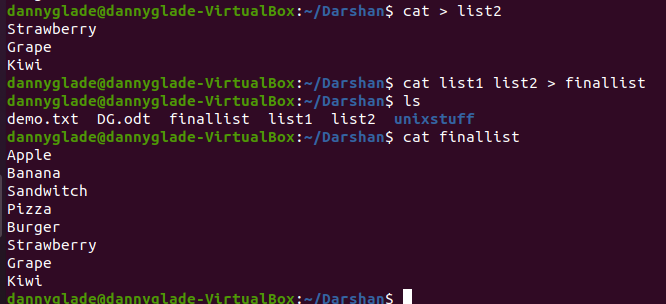 dannyglade@dannyglade-VirtualBox:~/Darshan$ cat > list2
Strawberry
Grape
Kiwi
dannyglade@dannyglade-VirtualBox:~/Darshan$ cat list1 list2 > finallist
dannyglade@dannyglade-VirtualBox:~/Darshan$ ls
demo.txt  DG.odt  finallist  list1  list2  unixstuff
dannyglade@dannyglade-VirtualBox:~/Darshan$ cat finallist
Apple
Banana
Sandwitch
Pizza
Burger
Strawberry
Grape
Kiwi
dannyglade@dannyglade-VirtualBox:~/Darshan$